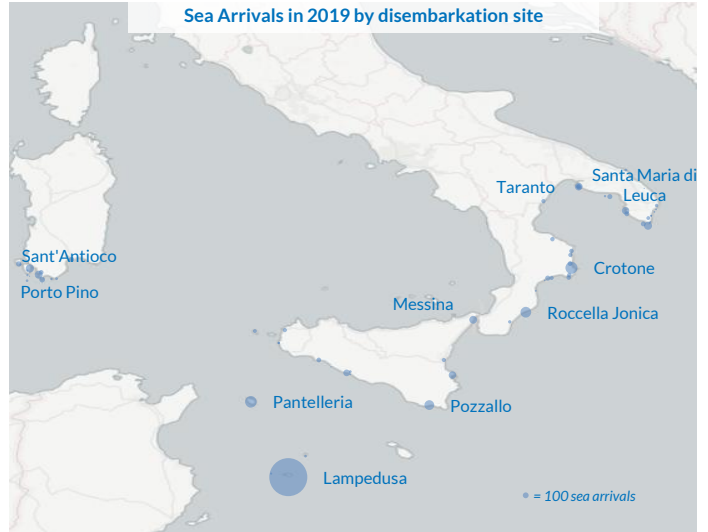 Sea Arrivals in 2019 by disembarkation site
Santa Maria di
Taranto
Leuca
Sant'Antioco
Crotone
Porto Pino
Messina
Roccella Jonica
Pantelleria
Pozzallo
Lampedusa
= 100 sea arrivals